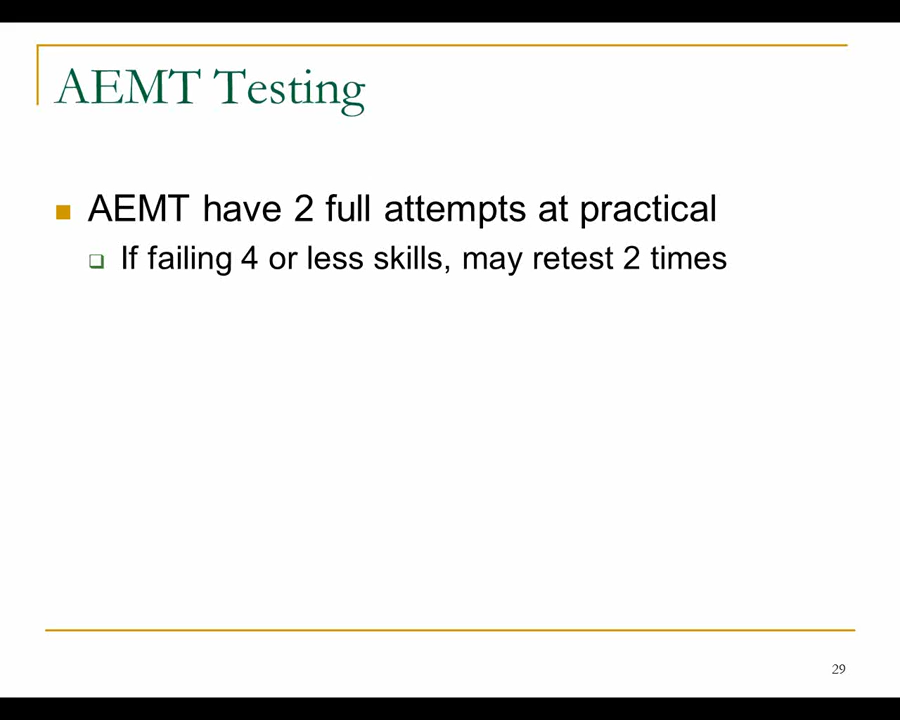 AEMT Testing
AEMT have 2 full attempts at practical
If failing 4 or less skills, may retest 2 times
29